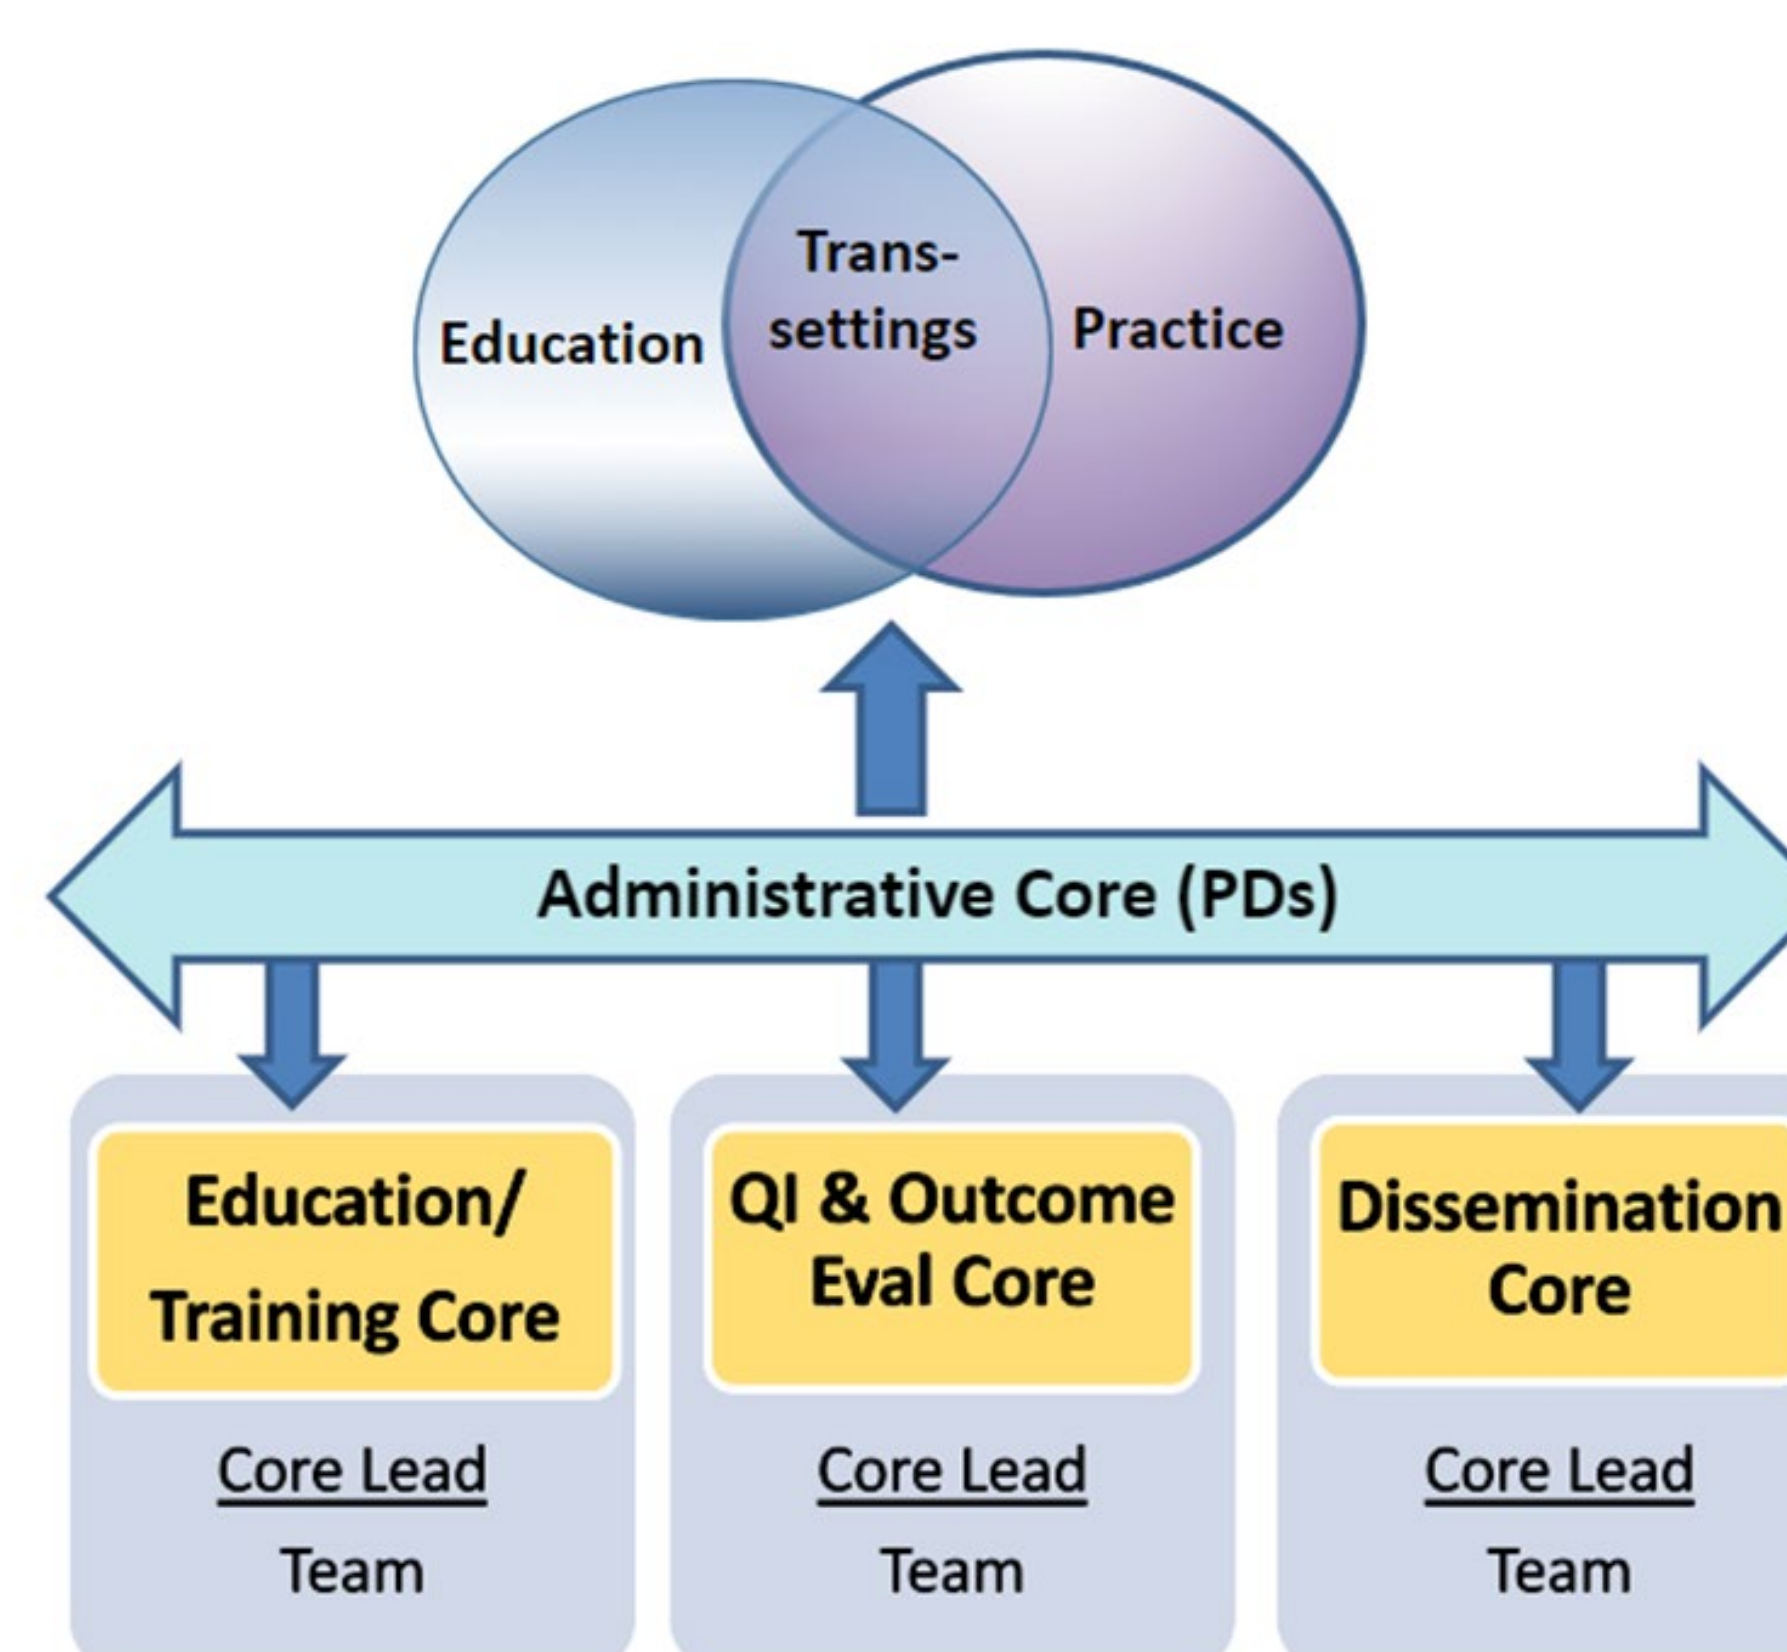 Education
Trans-
settings
Practice
Administrative Core (PDs)
Education/
Training Core
Core Lead
Team
QI & Outcome
Eval Core
Core Lead
Team
Dissemination
Core
Core Lead
Team